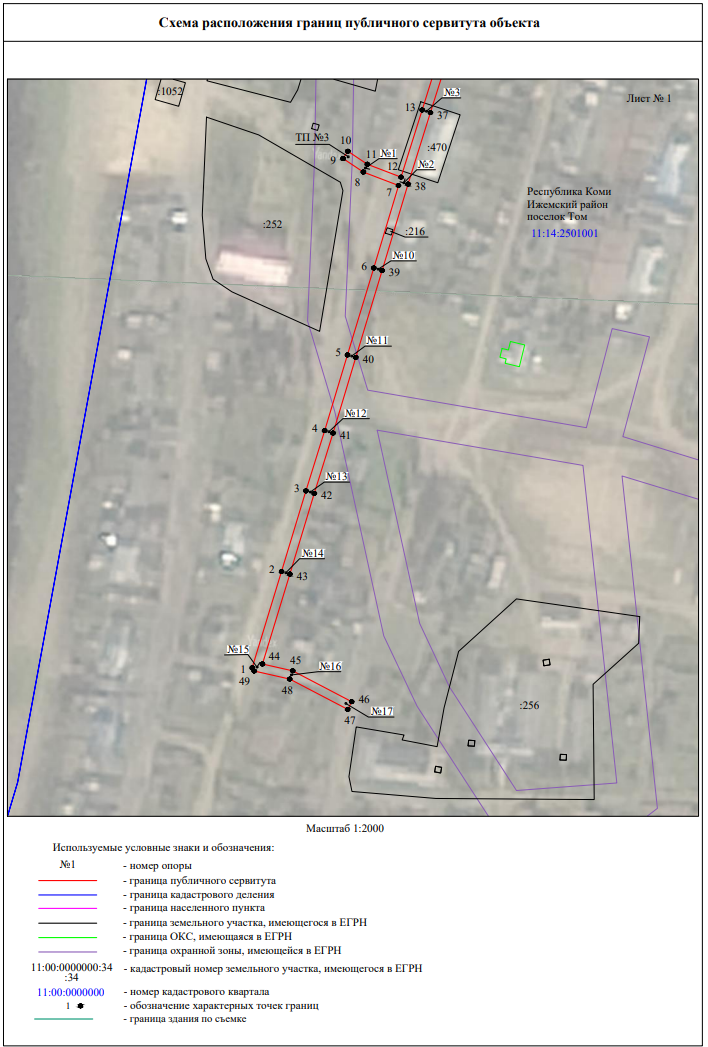 Схема расположения границ публичного сервитута объекта
Лист № 1
:1052
13
№3
37
:470
ТП №3
10
9
11
№1
8
12
№2
7
38
Республика Коми
Ижемский район
поселок Том
11:14:2501001
:252
:216
6
№10
39
5
№11
40
4
№12
41
3
№13
42
2
№14
43
№15
44
1
49
45
№16
48
46
№17
47
:256
Масштаб 1:2000
Используемые условные знаки и обозначения:
№1 - номер опоры
- граница публичного сервитута
- граница кадастрового деления
- граница населенного пункта
- граница земельного участка, имеющегося в ЕГРН
- граница ОКС, имеющаяся в ЕГРН
- граница охранной зоны, имеющейся в ЕГРН
11:00:0000000:34
:34 - кадастровый номер земельного участка, имеющегося в ЕГРН
11:00:0000000 - номер кадастрового квартала
1 - обозначение характерных точек границ
- граница здания по съемке